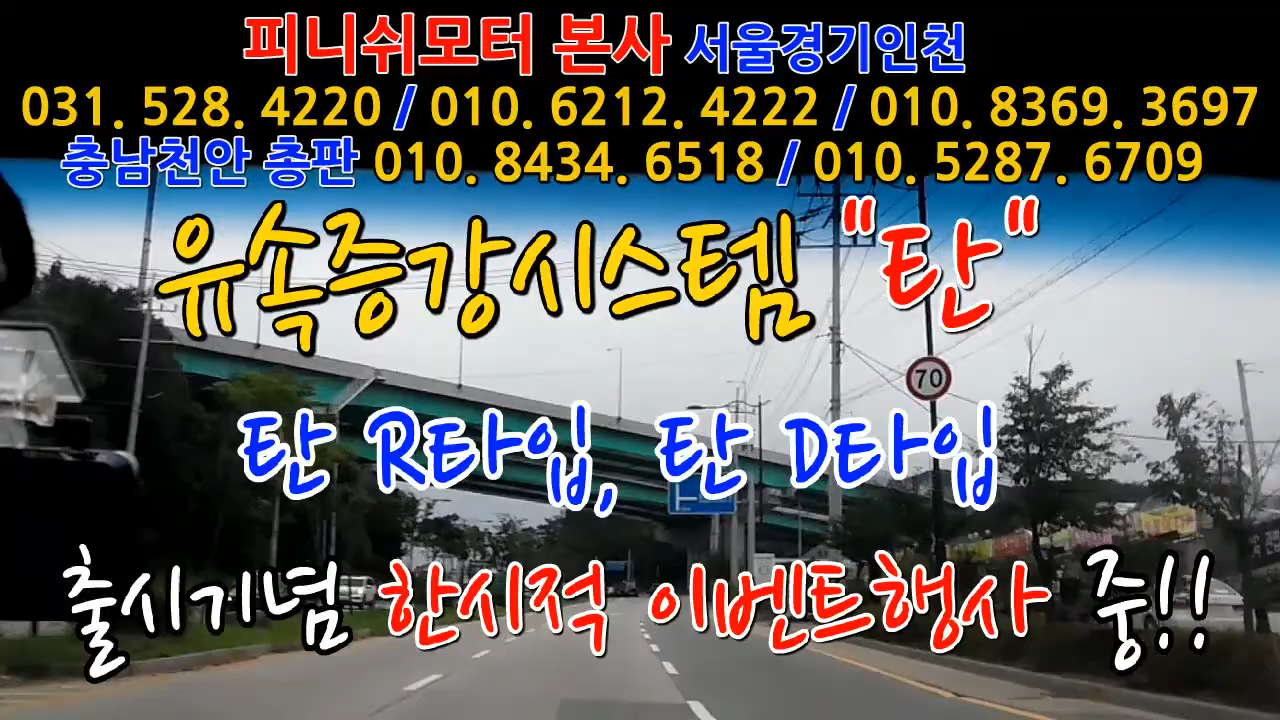 피니쉬모터 본사 서울경기인천
031. 528. 4220 / 010. 6212. 4222 / 010. 8369. 3697
충남천안 총판 010. 8434. 6518 / 010. 5287. 6709
유속증강시스템 "탄"
70
탄 R타입, 탄 D타입
출시기념 한시적 이벤트행사 중!!